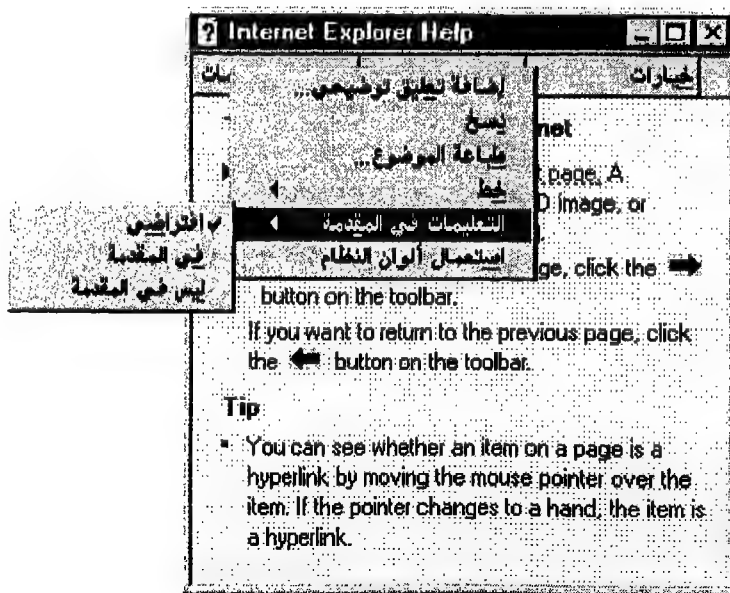 Internet Explorer Help
خيارات
إضافة تعليق توضيحي...
نسخ
طباعة الموضوع...
خط
التعليمات في المقدمة
استعمال ألوان النظام
افتراضي
في المقدمة
ليس في المقدمة
net
page. A
image, or
ge, click the
button on the toolbar.
If you want to return to the previous page, click
the button on the toolbar.
Tip
You can see whether an item on a page is a
hyperlink by moving the mouse pointer over the
item. If the pointer changes to a hand, the item is
a hyperlink.